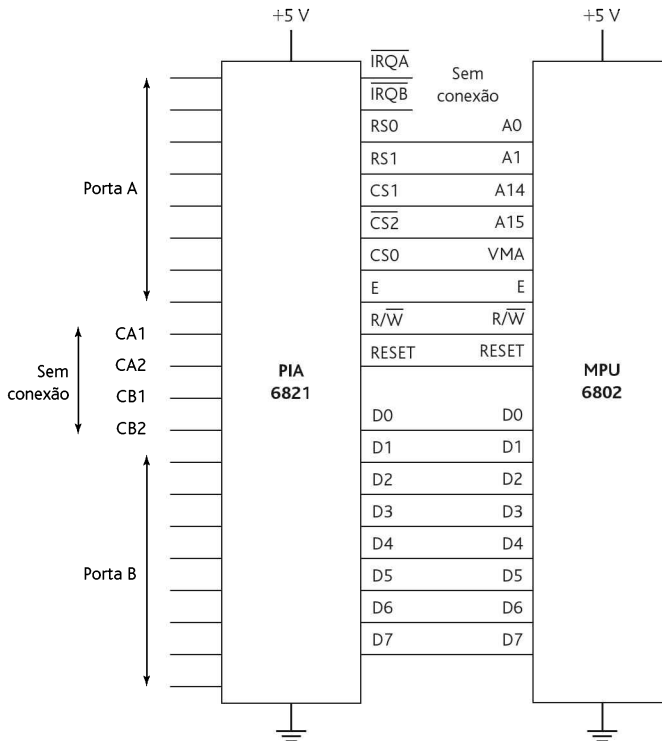 +5 V
+5 V
IRQA
Sem
conexão
IRQB
RS0
A0
RS1
A1
Porta A
CS1
A14
CS2
A15
CS0
VMA
E
E
R/W
R/W
CA1
RESET
RESET
CA2
Sem
conexão
PIA
6821
MPU
6802
CB1
CB2
D0
D0
D1
D1
D2
D2
D3
D3
D4
D4
Porta B
D5
D5
D6
D6
D7
D7